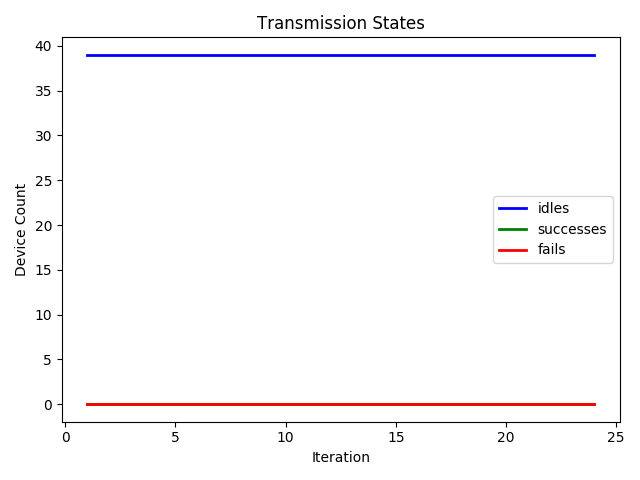 Transmission States
40
35
30
25
20
15
10
5
0
Device Count
idles
successes
fails
0 5 10 15 20 25
Iteration